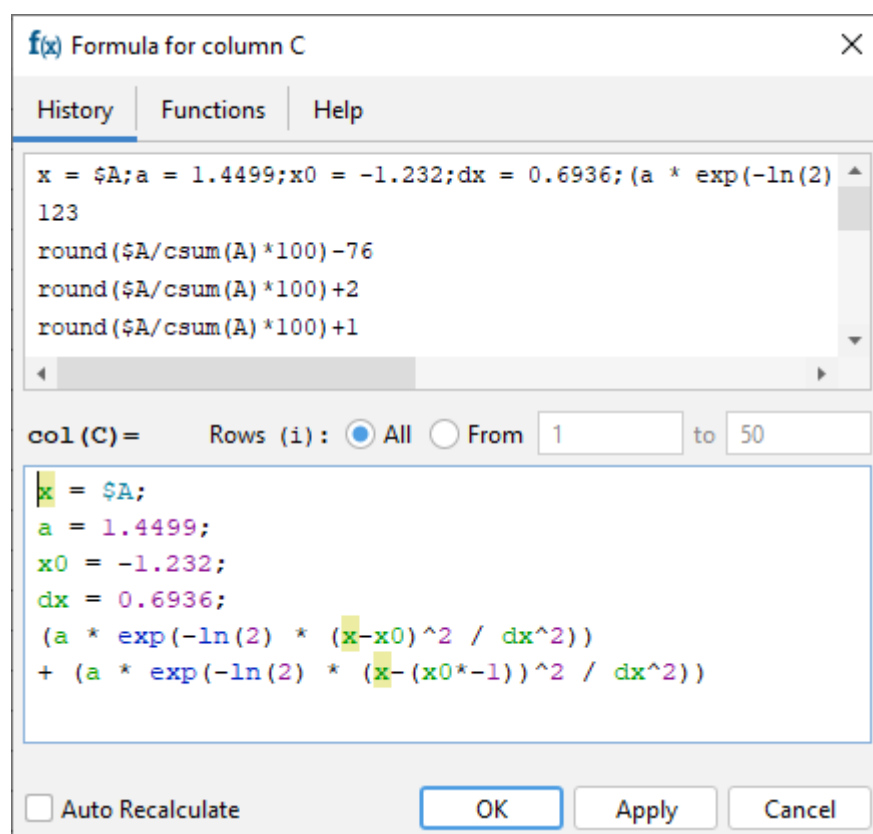 f(x) Formula for column C
History Functions Help
x = $A;a = 1.4499;x0 = -1.232;dx = 0.6936;(a * exp(-ln(2)
123
round($A/csum(A)*100)-76
round($A/csum(A)*100)+2
round($A/csum(A)*100)+1
col(C)= Rows (i): All From 1 to 50
x = $A;
a = 1.4499;
x0 = -1.232;
dx = 0.6936;
(a * exp(-ln(2) * (x-x0)^2 / dx^2))
+ (a * exp(-ln(2) * (x-(x0*-1))^2 / dx^2))
Auto Recalculate OK Apply Cancel